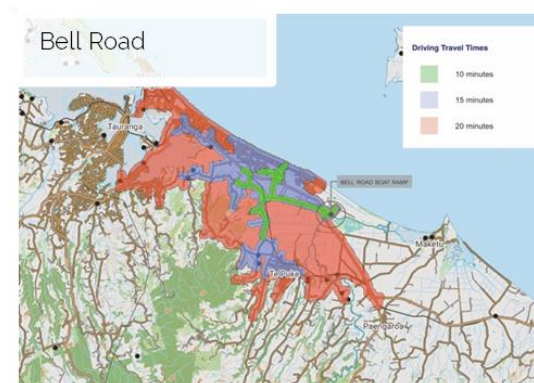 Bell Road
Driving Travel Times
10 minutes
15 minutes
20 minutes
Tauranga
BELL ROAD BOAT RAMP
Maketu
Te Puke
Paengaroa